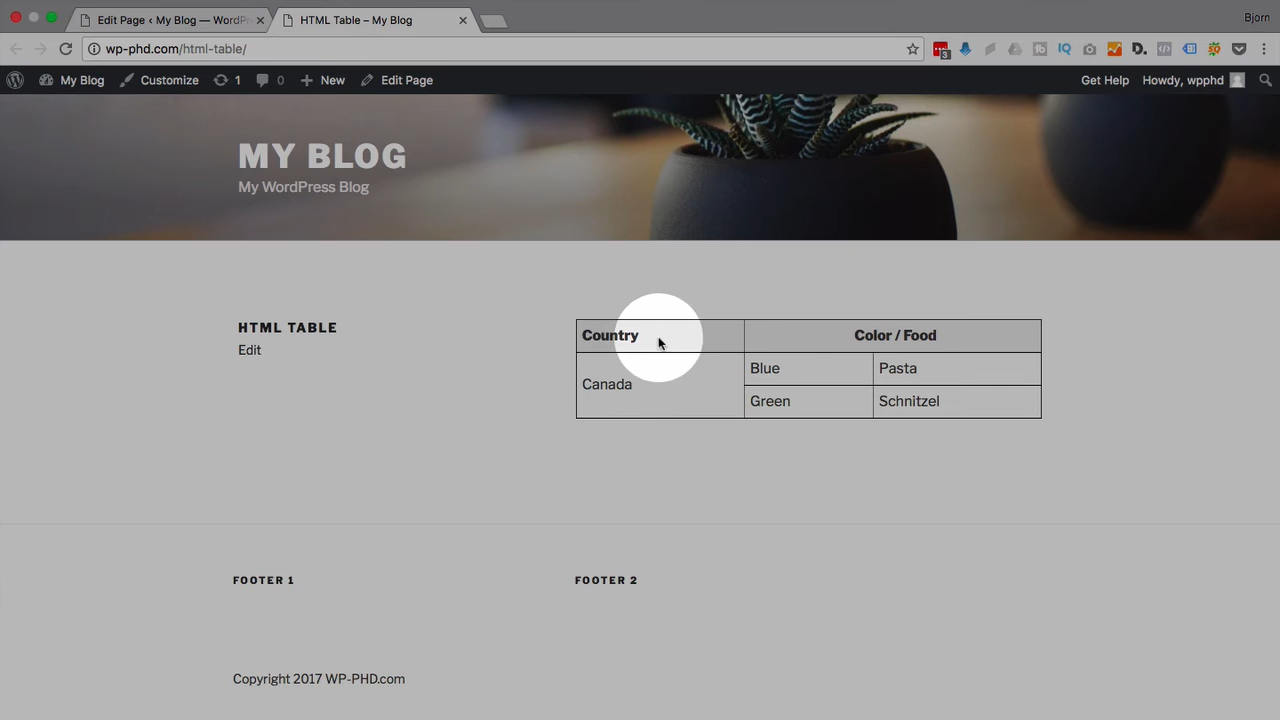 Edit Page ‹ My Blog — WordPr
HTML Table – My Blog
Bjorn
wp-phd.com/html-table/
3
My Blog
Customize
1
0
New
Edit Page
Get Help
Howdy, wpphd
MY BLOG
My WordPress Blog
HTML TABLE
Edit
Country Color / Food
Canada
Blue Pasta
Green Schnitzel
FOOTER 1
FOOTER 2
Copyright 2017 WP-PHD.com